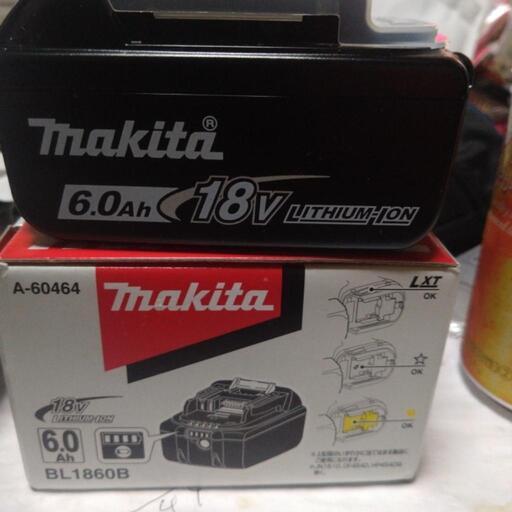 makita®
6.0Ah 18V LITHIUM-ION
A-60464
makita
LXT
OK
☆
OK
OK
18V
LITHIUM-ION
6.0
Ah
BL1860B